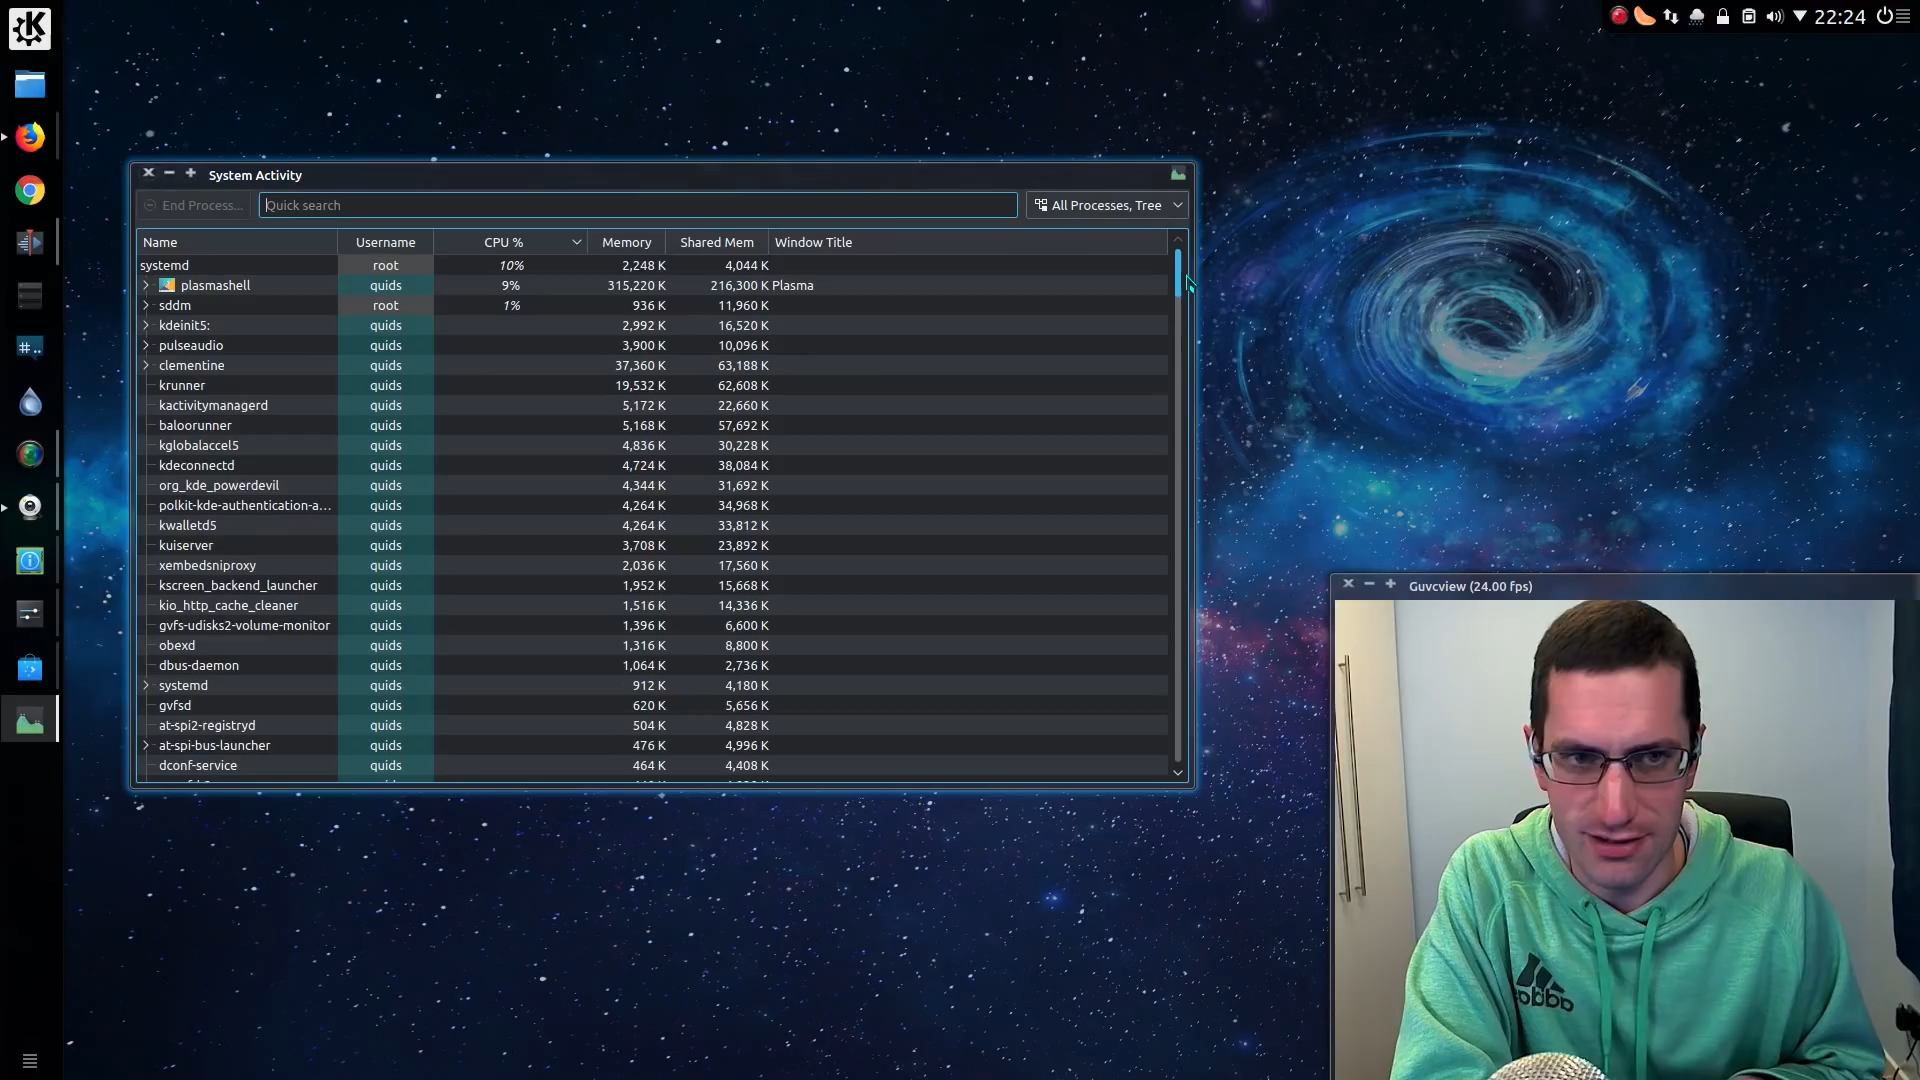 22:24
System Activity
End Process...
Quick search
All Processes, Tree
Name Username CPU % Memory Shared Mem Window Title
systemd root 10% 2,248 K 4,044 K
plasmashell quids 9% 315,220 K 216,300 K Plasma
sddm root 1% 936 K 11,960 K
kdeinit5: quids 2,992 K 16,520 K
pulseaudio quids 3,900 K 10,096 K
clementine quids 37,360 K 63,188 K
krunner quids 19,532 K 62,608 K
kactivitymanagerd quids 5,172 K 22,660 K
baloorunner quids 5,168 K 57,692 K
kglobalaccel5 quids 4,836 K 30,228 K
kdeconnectd quids 4,724 K 38,084 K
org_kde_powerdevil quids 4,344 K 31,692 K
polkit-kde-authentication-a... quids 4,264 K 34,968 K
kwalletd5 quids 4,264 K 33,812 K
kuiserver quids 3,708 K 23,892 K
xembedsniproxy quids 2,036 K 17,560 K
kscreen_backend_launcher quids 1,952 K 15,668 K
kio_http_cache_cleaner quids 1,516 K 14,336 K
gvfs-udisks2-volume-monitor quids 1,396 K 6,600 K
obexd quids 1,316 K 8,800 K
dbus-daemon quids 1,064 K 2,736 K
systemd quids 912 K 4,180 K
gvfsd quids 620 K 5,656 K
at-spi2-registryd quids 504 K 4,828 K
at-spi-bus-launcher quids 476 K 4,996 K
dconf-service quids 464 K 4,408 K
Guvcview (24.00 fps)
adidas